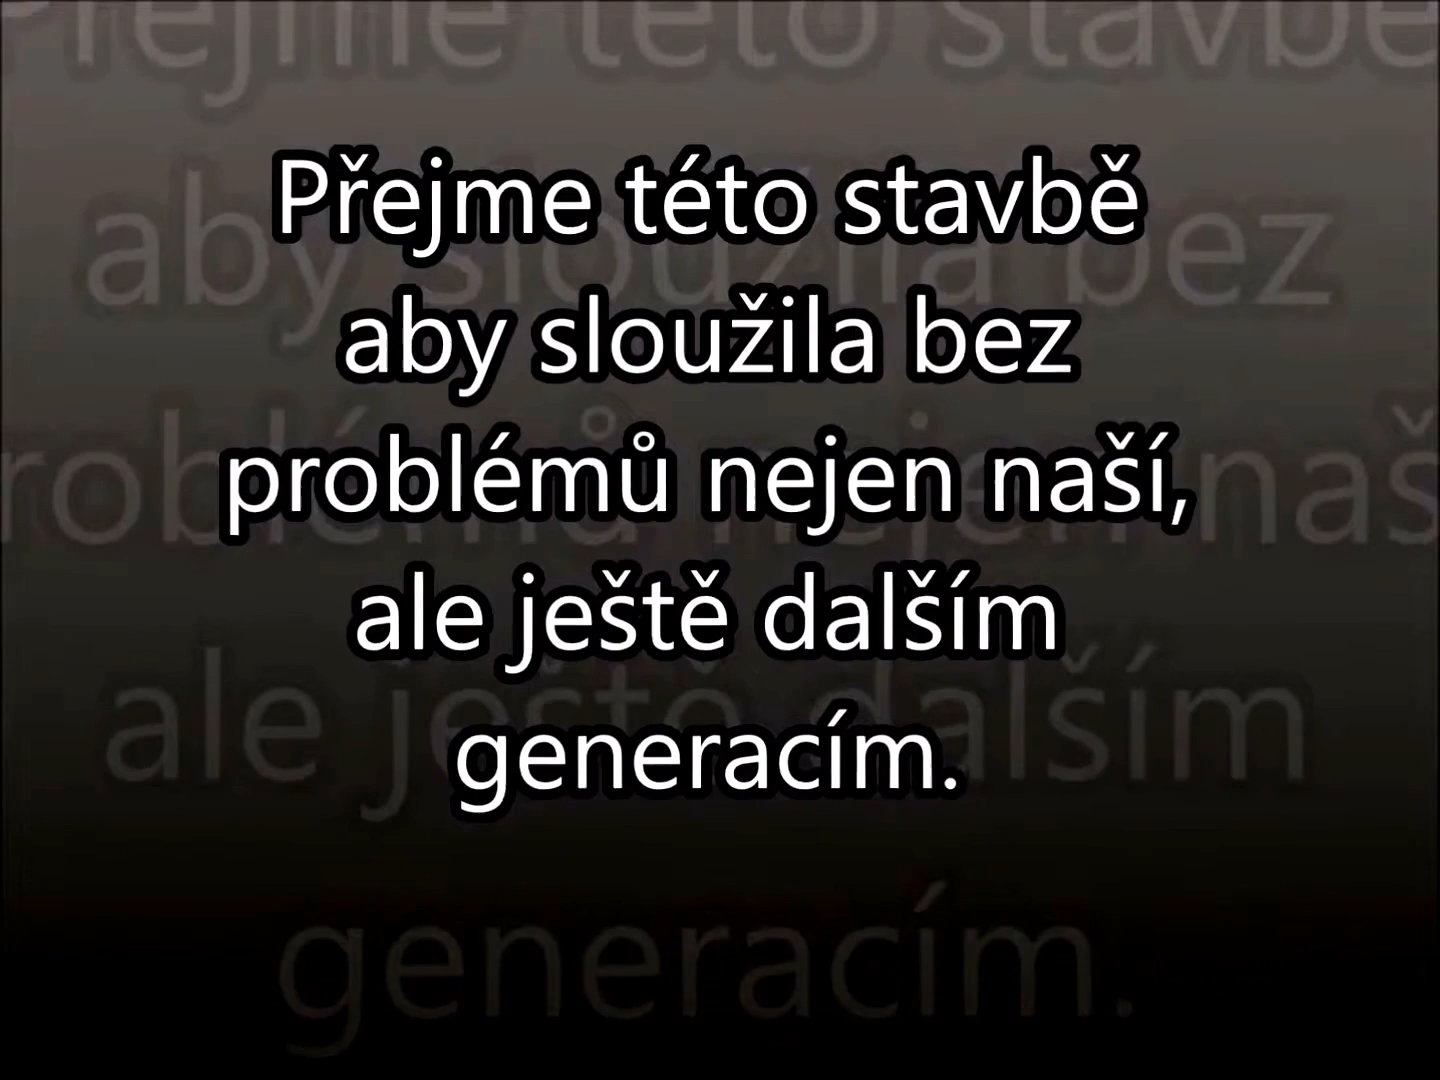 Přejme této stavbě
aby sloužila bez
problémů nejen naší,
ale ještě dalším
generacím.